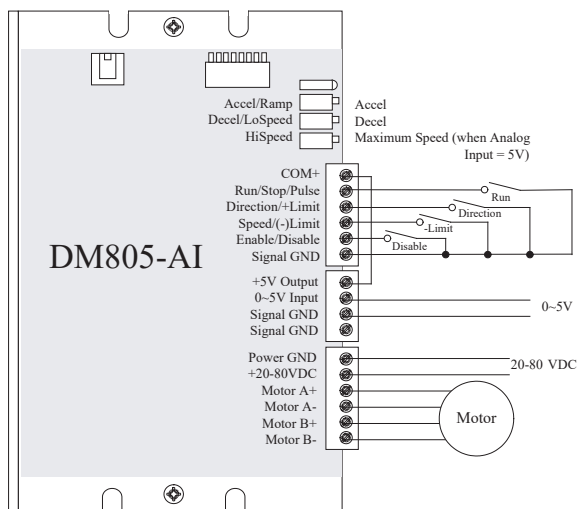 Accel/Ramp Accel
Decel/LoSpeed Decel
HiSpeed Maximum Speed (when Analog
Input = 5V)
COM+
Run/Stop/Pulse
Run
Direction/+Limit
Direction
Speed/(-)Limit
-Limit
Enable/Disable
Disable
Signal GND
DM805-AI
+5V Output
0~5V Input
0~5V
Signal GND
Signal GND
Power GND
20-80 VDC
+20-80VDC
Motor A+
Motor A-
Motor
Motor B+
Motor B-